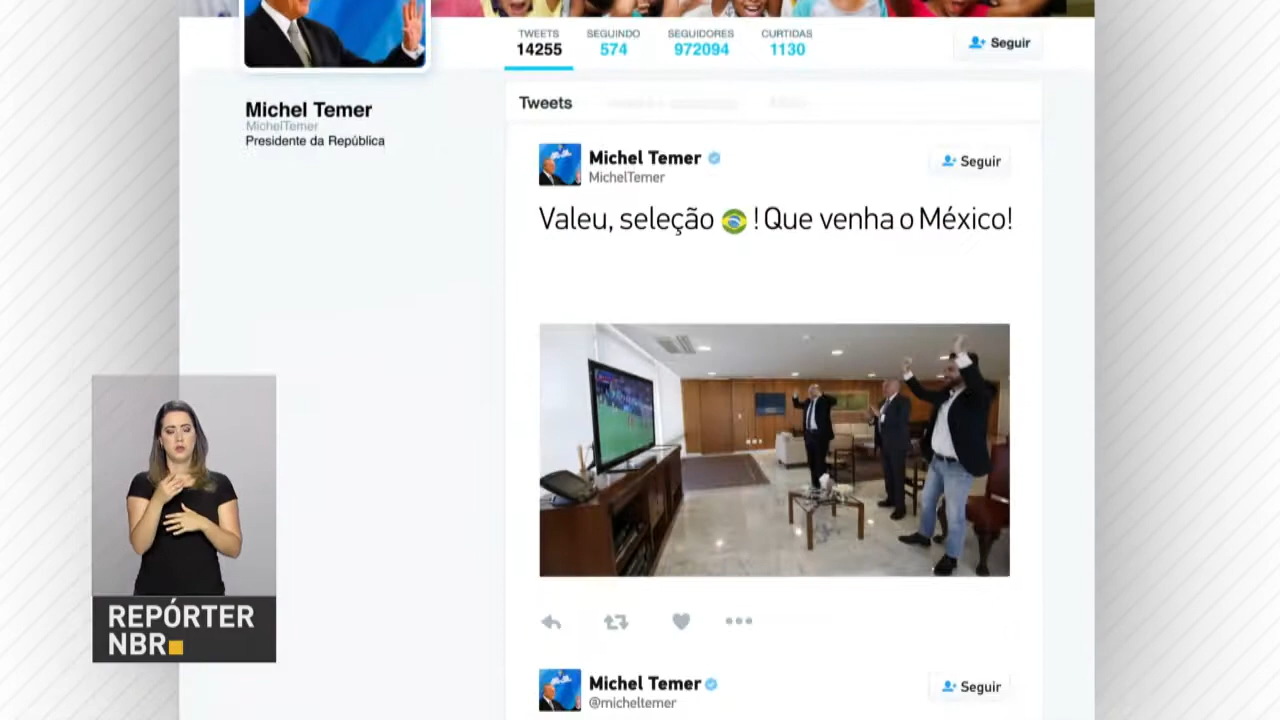 TWEETS SEGUINDO SEGUIDORES CURTIDAS
14255 574 972094 1130
Seguir
Michel Temer
MichelTemer
Presidente da República
Tweets
Michel Temer
MichelTemer
Seguir
Valeu, seleção ! Que venha o México!
REPÓRTER
NBR
Michel Temer
@micheltemer
Seguir